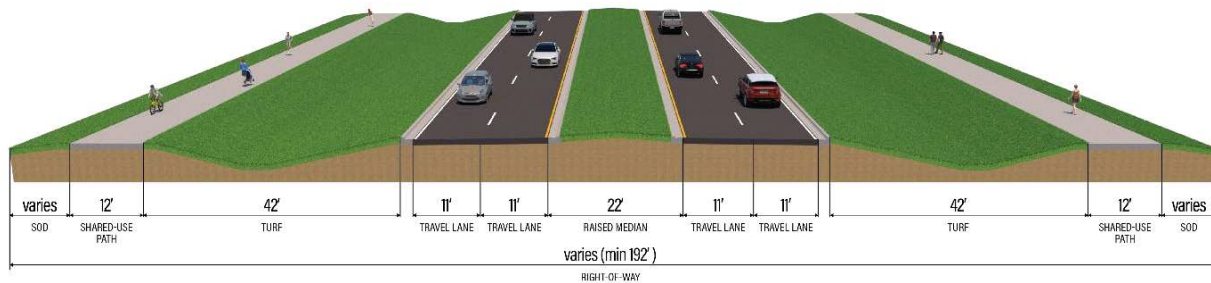 varies 12' 42' 11' 11' 22' 11' 11' 42' 12' varies
SOD SHARED-USE PATH TURF TRAVEL LANE TRAVEL LANE RAISED MEDIAN TRAVEL LANE TRAVEL LANE TURF SHARED-USE PATH SOD
varies (min 192')
RIGHT-OF-WAY